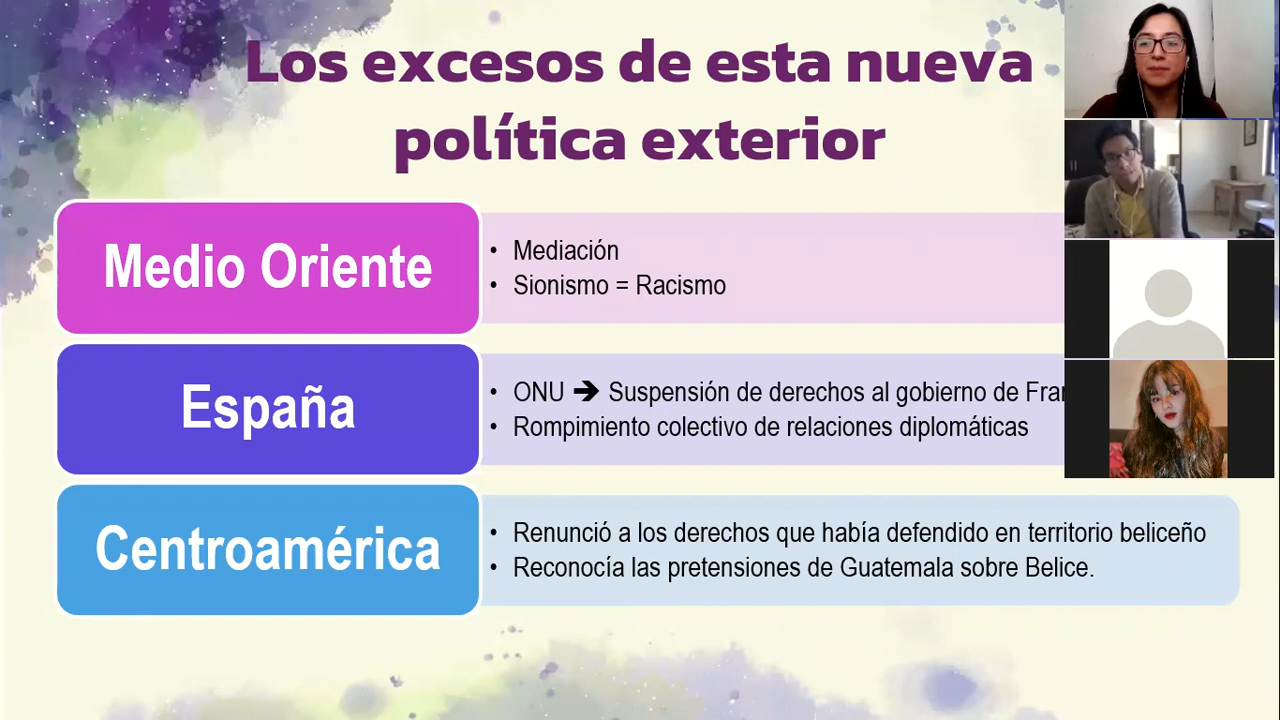 Los excesos de esta nueva
política exterior
Medio Oriente
• Mediación
• Sionismo = Racismo
España
• ONU ➔ Suspensión de derechos al gobierno de
• Rompimiento colectivo de relaciones diplomáticas
Centroamérica
• Renunció a los derechos que había defendido en territorio beliceño
• Reconocía las pretensiones de Guatemala sobre Belice.